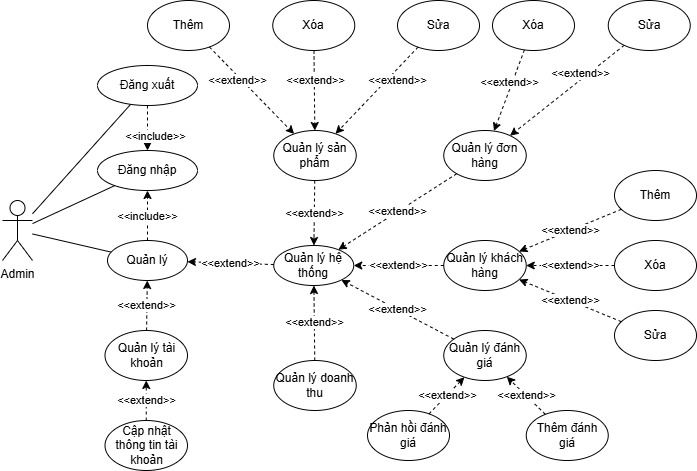 Thêm
Xóa
Sửa
Xóa
Sửa
<<extend>>
<<extend>>
<<extend>>
<<extend>>
<<extend>>
Đăng xuất
<<include>>
Quản lý sản
phẩm
Quản lý đơn
hàng
Đăng nhập
Thêm
<<include>>
<<extend>>
<<extend>>
<<extend>>
Admin
Quản lý
<<extend>>
Quản lý hệ
thống
<<extend>>
Quản lý khách
hàng
<<extend>>
Xóa
<<extend>>
<<extend>>
<<extend>>
<<extend>>
Sửa
Quản lý tài
khoản
Quản lý đánh
giá
Quản lý doanh
thu
<<extend>>
<<extend>>
<<extend>>
Cập nhật
thông tin tài
khoản
Phản hồi đánh
giá
Thêm đánh
giá